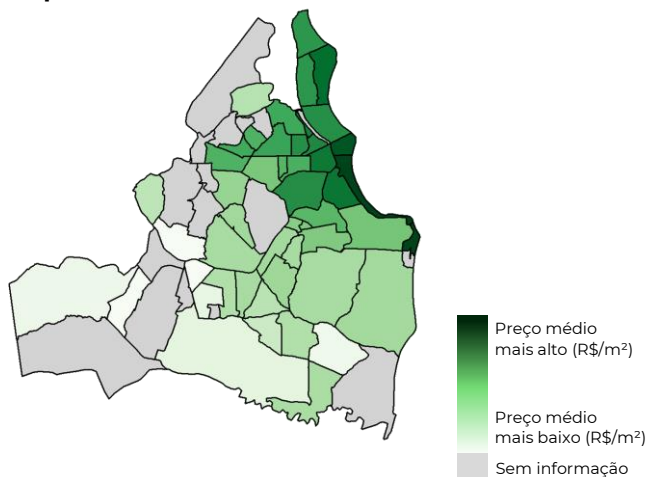 Preço médio
mais alto (R$/m²)
Preço médio
mais baixo (R$/m²)
Sem informação